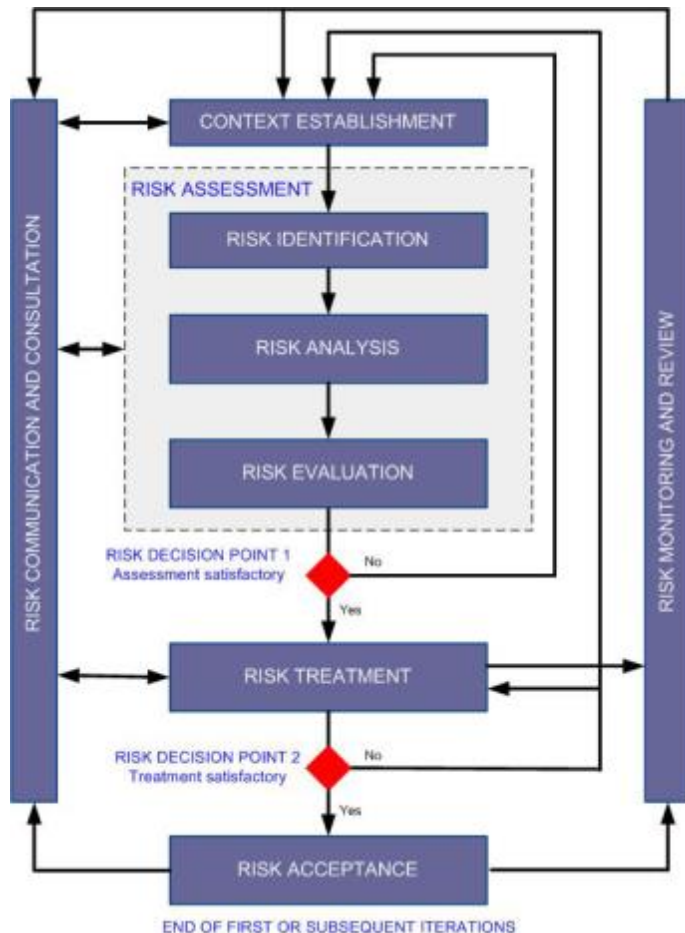 CONTEXT ESTABLISHMENT
RISK ASSESSMENT
RISK IDENTIFICATION
RISK ANALYSIS
RISK EVALUATION
RISK DECISION POINT 1
Assessment satisfactory
No
Yes
RISK TREATMENT
RISK DECISION POINT 2
Treatment satisfactory
No
Yes
RISK ACCEPTANCE
END OF FIRST OR SUBSEQUENT ITERATIONS
RISK COMMUNICATION AND CONSULTATION
RISK MONITORING AND REVIEW